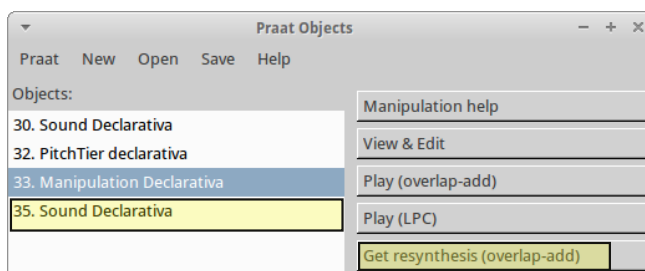 Praat Objects
Praat New Open Save Help
Objects:
30. Sound Declarativa
32. PitchTier declarativa
33. Manipulation Declarativa
35. Sound Declarativa
Manipulation help
View & Edit
Play (overlap-add)
Play (LPC)
Get resynthesis (overlap-add)